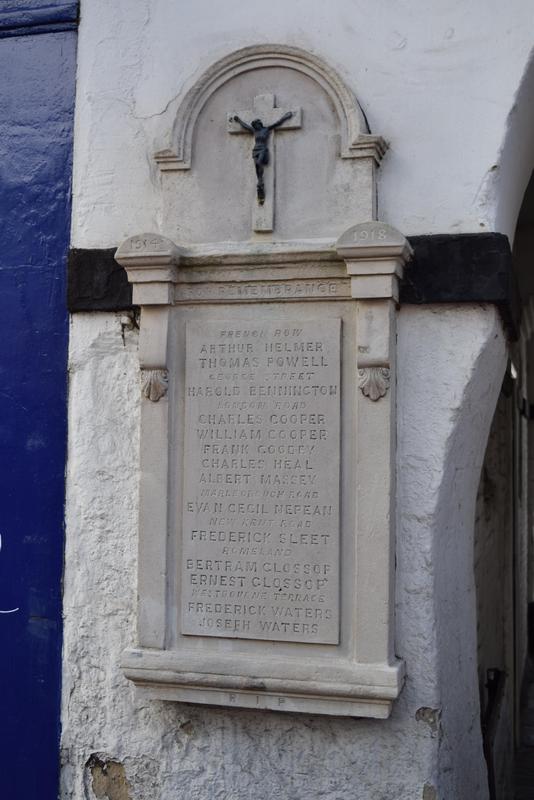 1914
1918
FOR REMEMBRANCE
FRENCH ROW
ARTHUR HELMER
THOMAS POWELL
GEORGE STREET
HAROLD BENNINGTON
LONDON ROAD
CHARLES COOPER
WILLIAM COOPER
FRANK GOODEY
CHARLES HEAL
ALBERT MASSEY
MARLBOROUGH ROAD
EVAN CECIL NEPEAN
NEW KENT ROAD
FREDERICK SLEET
ROMELAND
BERTRAM GLOSSOP
ERNEST GLOSSOP
WESTBOURNE TERRACE
FREDERICK WATERS
JOSEPH WATERS
R I P